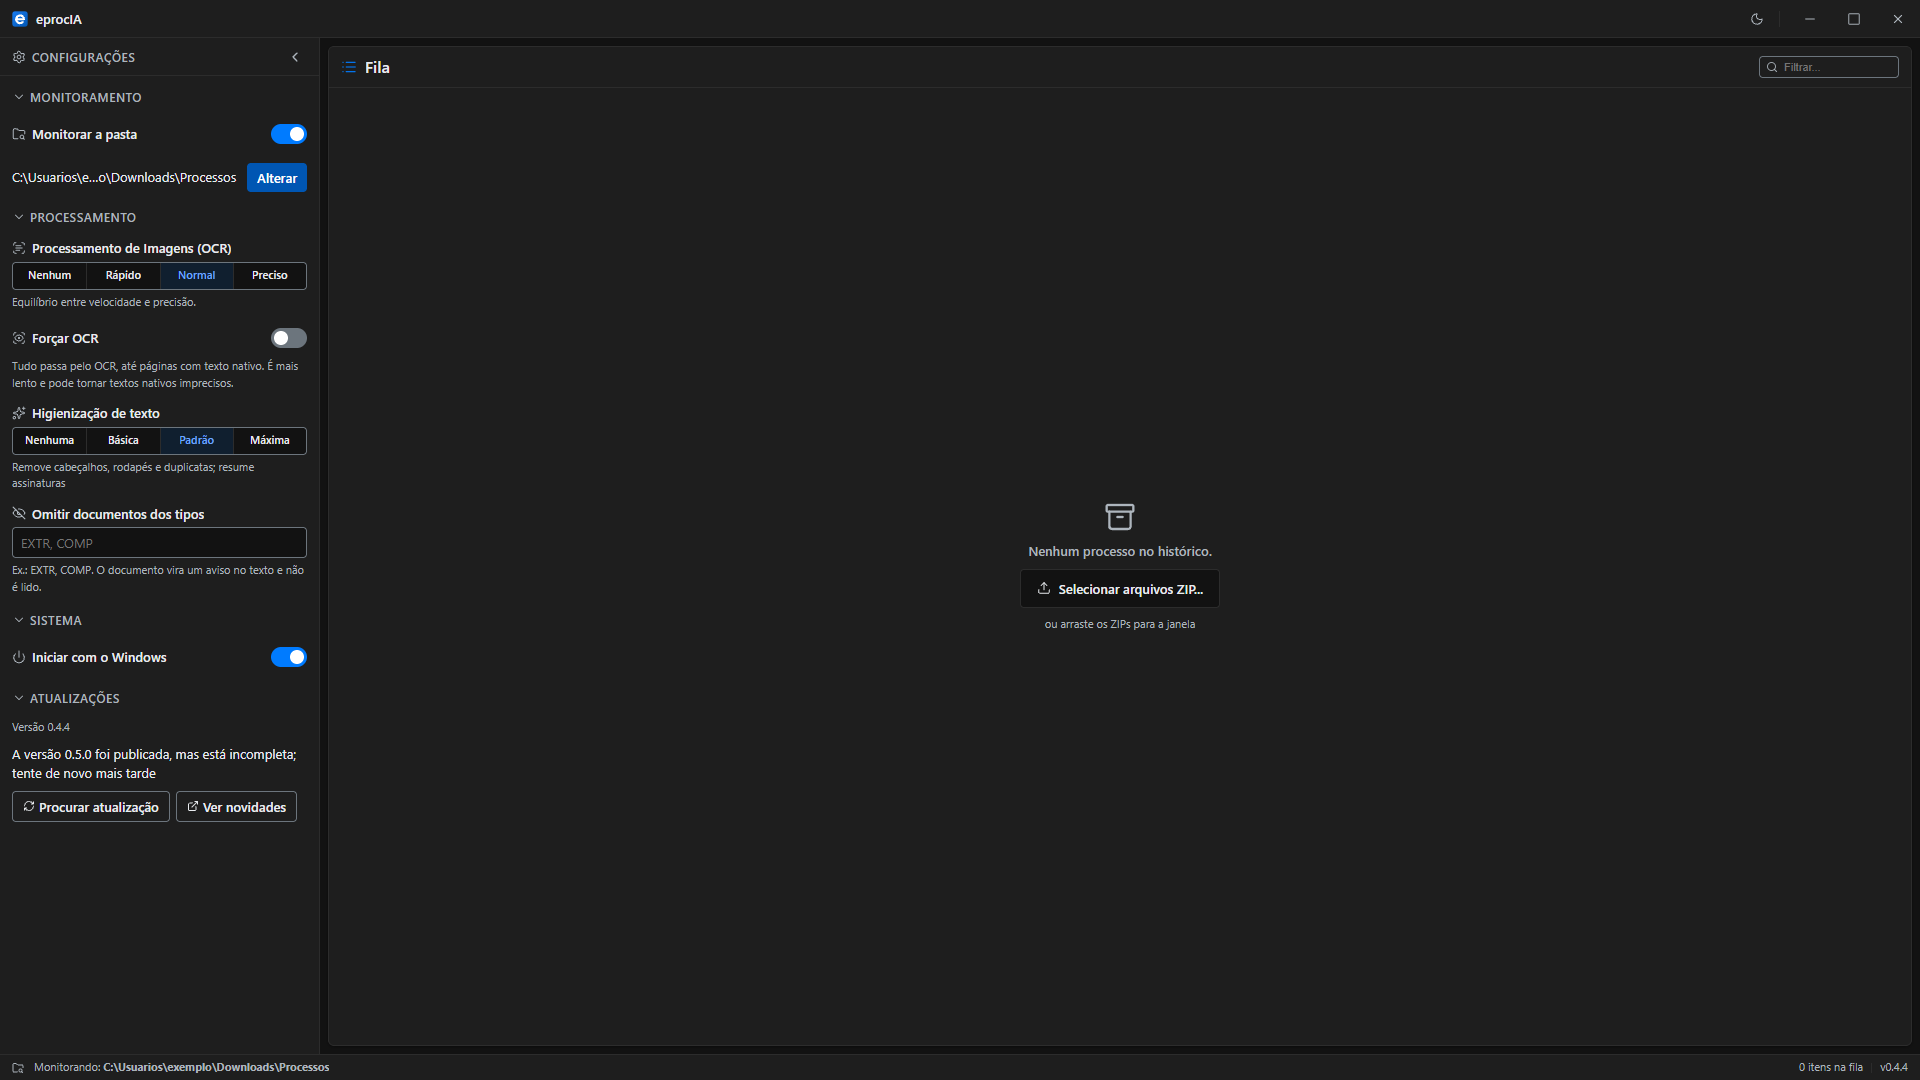 eprocIA
CONFIGURAÇÕES
MONITORAMENTO
Monitorar a pasta
C:\Usuarios\e...o\Downloads\Processos
Alterar
PROCESSAMENTO
Processamento de Imagens (OCR)
Nenhum Rápido Normal Preciso
Equilíbrio entre velocidade e precisão.
Forçar OCR
Tudo passa pelo OCR, até páginas com texto nativo. É mais
lento e pode tornar textos nativos imprecisos.
Higienização de texto
Nenhuma Básica Padrão Máxima
Remove cabeçalhos, rodapés e duplicatas; resume
assinaturas
Omitir documentos dos tipos
EXTR, COMP
Ex.: EXTR, COMP. O documento vira um aviso no texto e não
é lido.
SISTEMA
Iniciar com o Windows
ATUALIZAÇÕES
Versão 0.4.4
A versão 0.5.0 foi publicada, mas está incompleta;
tente de novo mais tarde
Procurar atualização Ver novidades
Fila
Filtrar...
Nenhum processo no histórico.
Selecionar arquivos ZIP...
ou arraste os ZIPs para a janela
Monitorando: C:\Usuarios\exemplo\Downloads\Processos
0 itens na fila v0.4.4